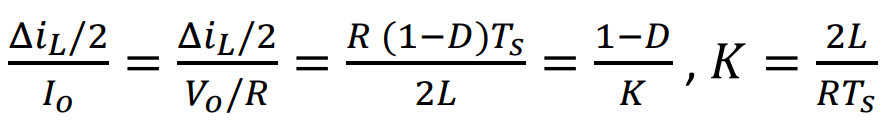 (Δi_L/2)/I_o = (Δi_L/2)/(V_o/R) = (R (1−D)T_s)/(2L) = (1−D)/K , K = 2L/(RT_s)